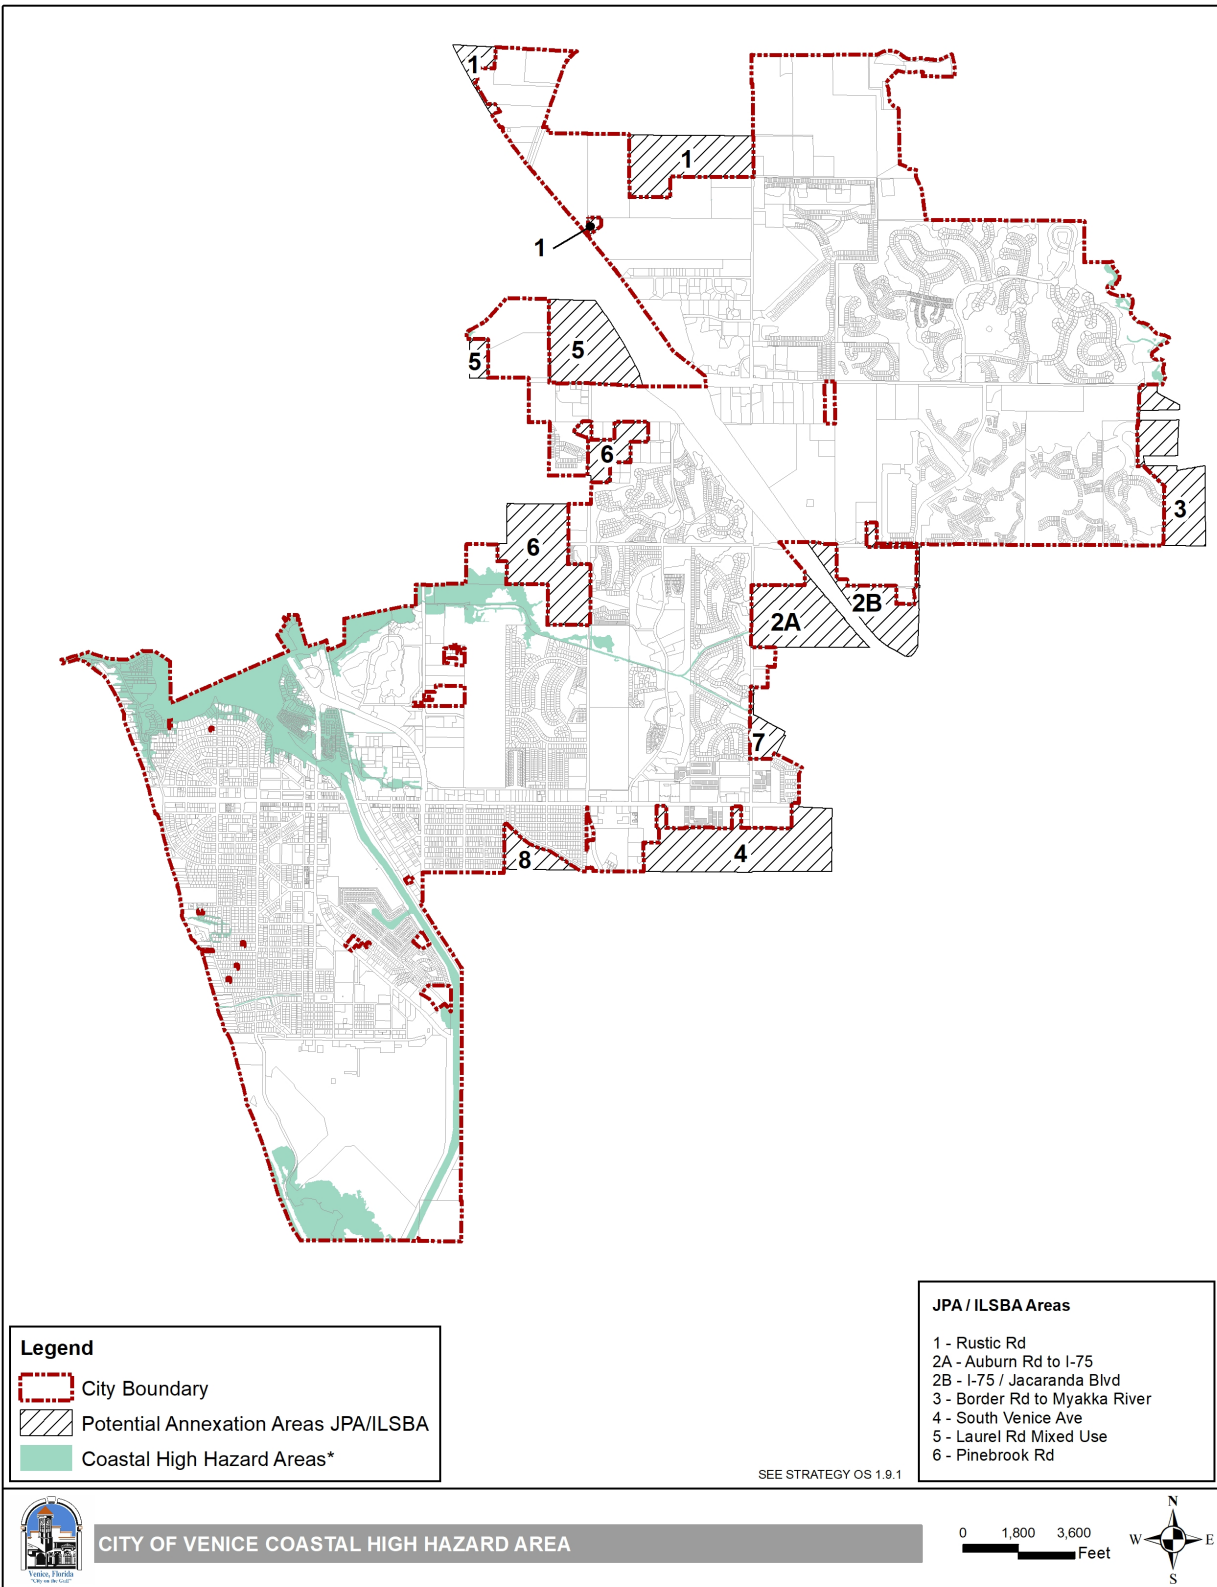 1
1
1
5
5
6
3
6
2B
2A
7
4
8
JPA / ILSBA Areas
1 - Rustic Rd
2A - Auburn Rd to I-75
2B - I-75 / Jacaranda Blvd
3 - Border Rd to Myakka River
4 - South Venice Ave
5 - Laurel Rd Mixed Use
6 - Pinebrook Rd
Legend
City Boundary
Potential Annexation Areas JPA/ILSBA
Coastal High Hazard Areas*
SEE STRATEGY OS 1.9.1
Venice, Florida
"City on the Gulf"
CITY OF VENICE COASTAL HIGH HAZARD AREA
0 1,800 3,600
Feet
N
W E
S